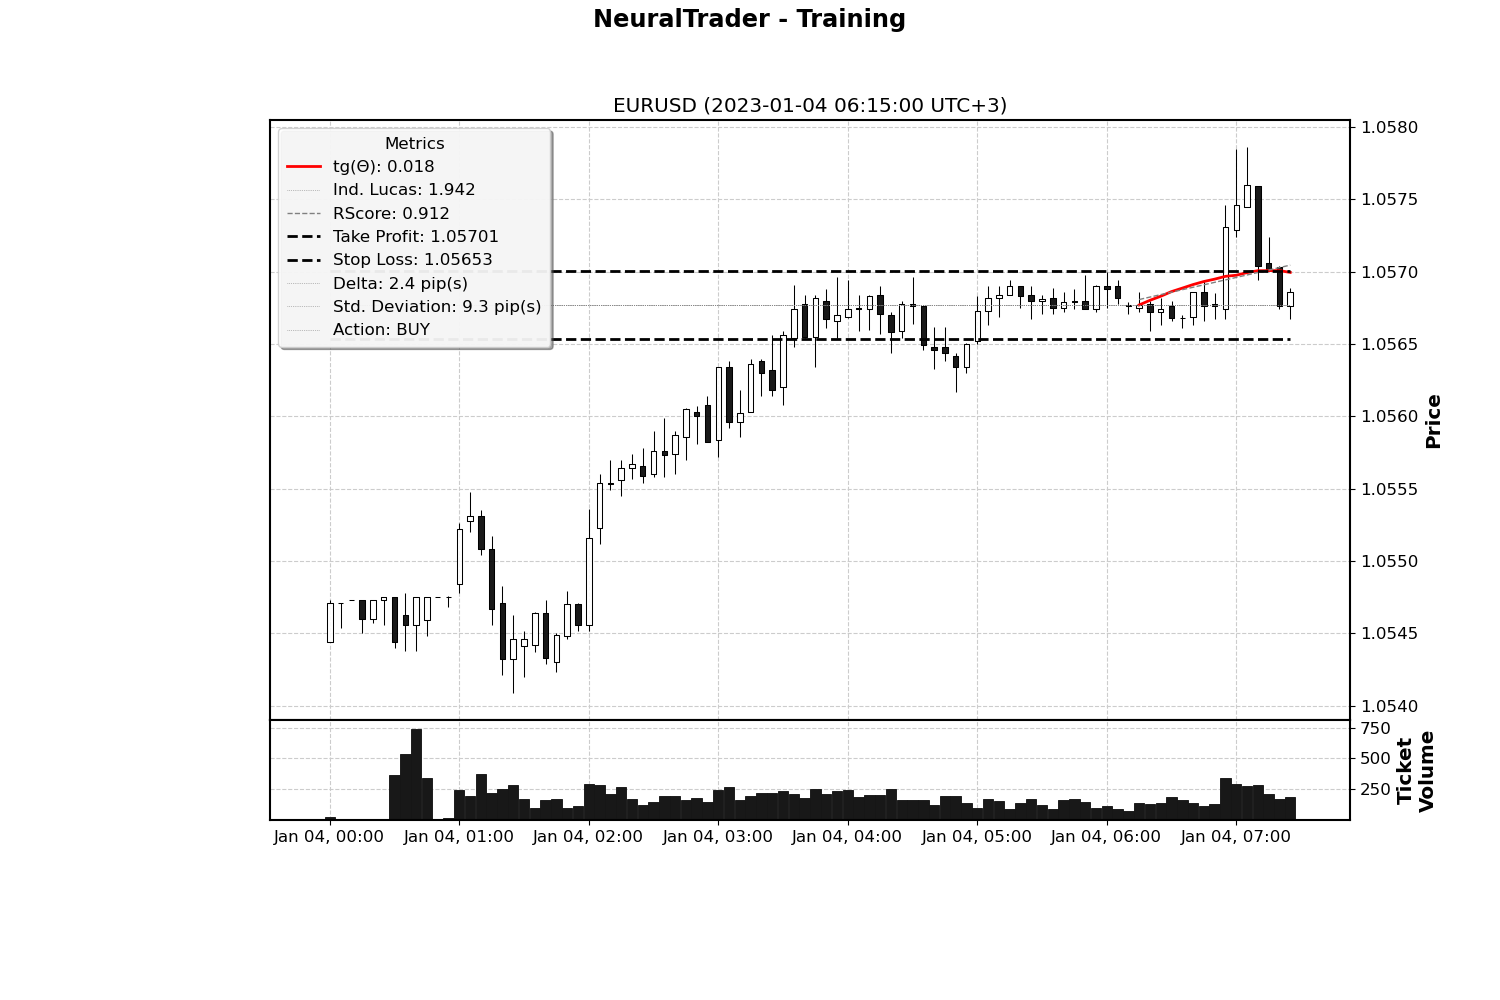 NeuralTrader - Training
EURUSD (2023-01-04 06:15:00 UTC+3)
Metrics
tg(Θ): 0.018
Ind. Lucas: 1.942
RScore: 0.912
Take Profit: 1.05701
Stop Loss: 1.05653
Delta: 2.4 pip(s)
Std. Deviation: 9.3 pip(s)
Action: BUY
1.0580
1.0575
1.0570
1.0565
1.0560
1.0555
1.0550
1.0545
1.0540
Price
750
500
250
Ticket
Volume
Jan 04, 00:00 Jan 04, 01:00 Jan 04, 02:00 Jan 04, 03:00 Jan 04, 04:00 Jan 04, 05:00 Jan 04, 06:00 Jan 04, 07:00